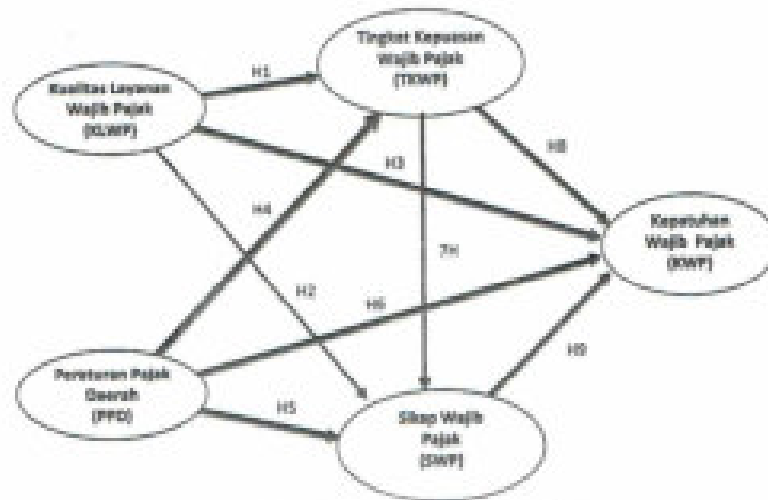 Tingkat Kepuasan
Wajib Pajak
(TKWP)
H1
Kualitas Layanan
Wajib Pajak
(KLWP)
H3
H8
H4
Kepatuhan
Wajib Pajak
(KWP)
7H
H2
H6
H9
Peraturan Pajak
Daerah
(PPD)
H5
Sikap Wajib
Pajak
(SWP)